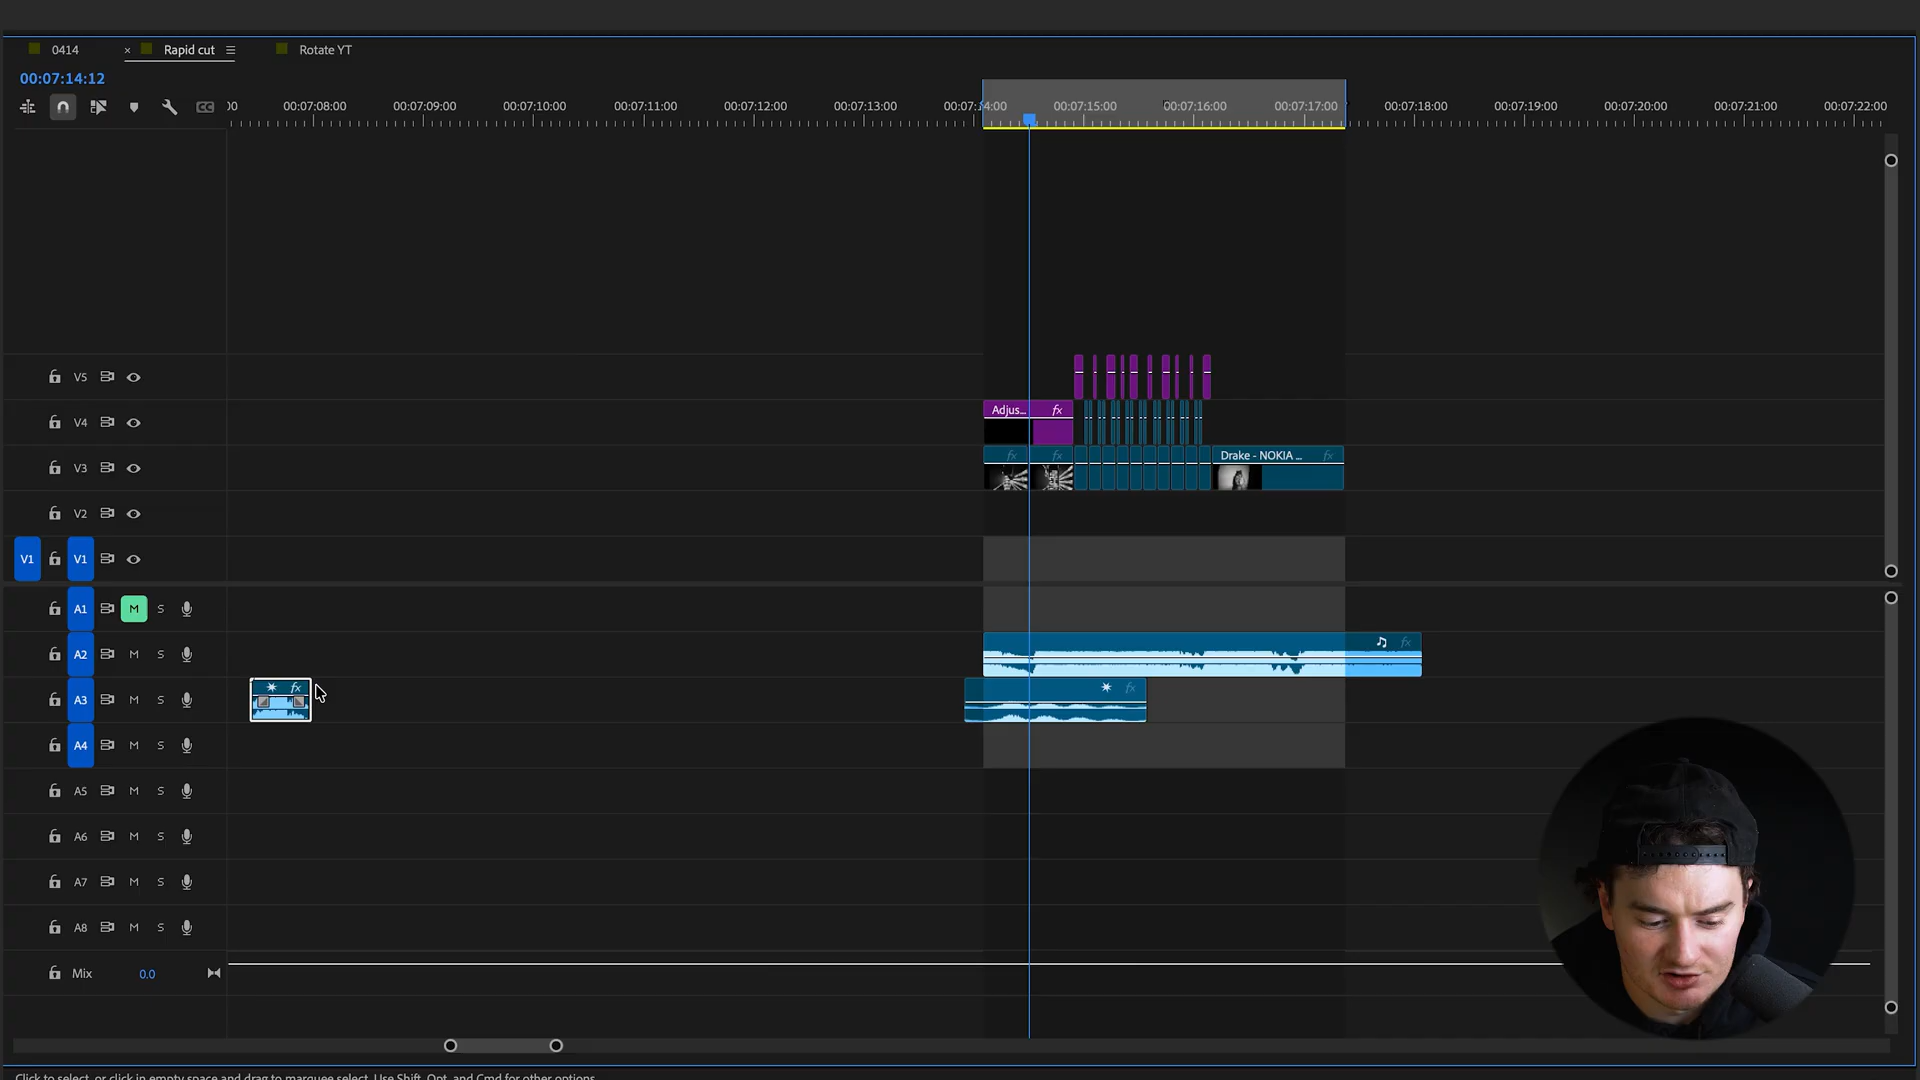 0414
× Rapid cut
Rotate YT
00:07:14:12
00 00:07:08:00 00:07:09:00 00:07:10:00 00:07:11:00 00:07:12:00 00:07:13:00 00:07:14:00 00:07:15:00 00:07:16:00 00:07:17:00 00:07:18:00 00:07:19:00 00:07:20:00 00:07:21:00 00:07:22:00
CC
V5
V4
Adjus... fx
V3
fx fx Drake - NOKIA ... fx
V2
V1 V1
A1 M S
A2 M S fx
A3 M S fx fx
A4 M S
A5 M S
A6 M S
A7 M S
A8 M S
Mix 0.0
Click to select, or click in empty space and drag to marquee select. Use Shift, Opt, and Cmd for other options.